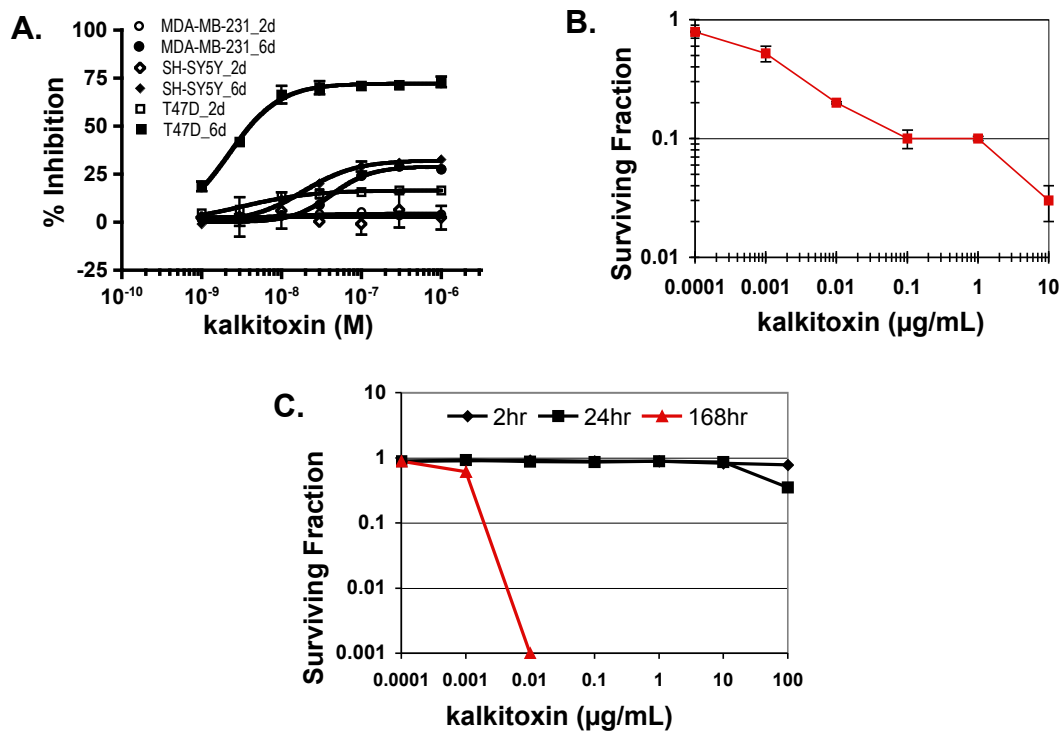 A.
MDA-MB-231_2d
MDA-MB-231_6d
SH-SY5Y_2d
SH-SY5Y_6d
T47D_2d
T47D_6d
% Inhibition
100
75
50
25
0
-25
10⁻¹⁰ 10⁻⁹ 10⁻⁸ 10⁻⁷ 10⁻⁶
kalkitoxin (M)
B.
Surviving Fraction
1
0.1
0.01
0.0001 0.001 0.01 0.1 1 10
kalkitoxin (µg/mL)
C.
2hr 24hr 168hr
Surviving Fraction
10
1
0.1
0.01
0.001
0.0001 0.001 0.01 0.1 1 10 100
kalkitoxin (µg/mL)